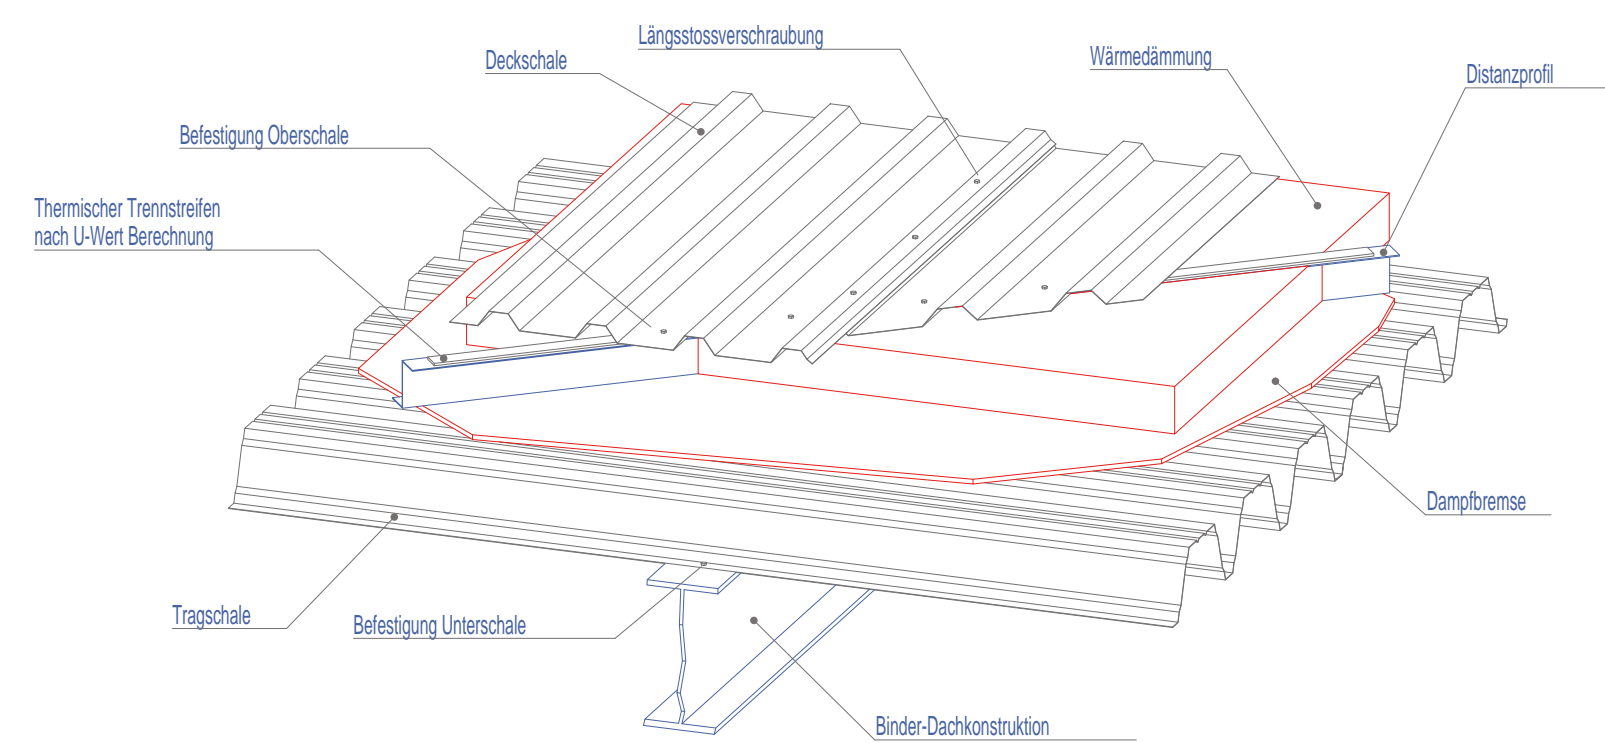 Längsstossverschraubung
Deckschale
Wärmedämmung
Distanzprofil
Befestigung Oberschale
Thermischer Trennstreifen
nach U-Wert Berechnung
Dampfbremse
Tragschale
Befestigung Unterschale
Binder-Dachkonstruktion